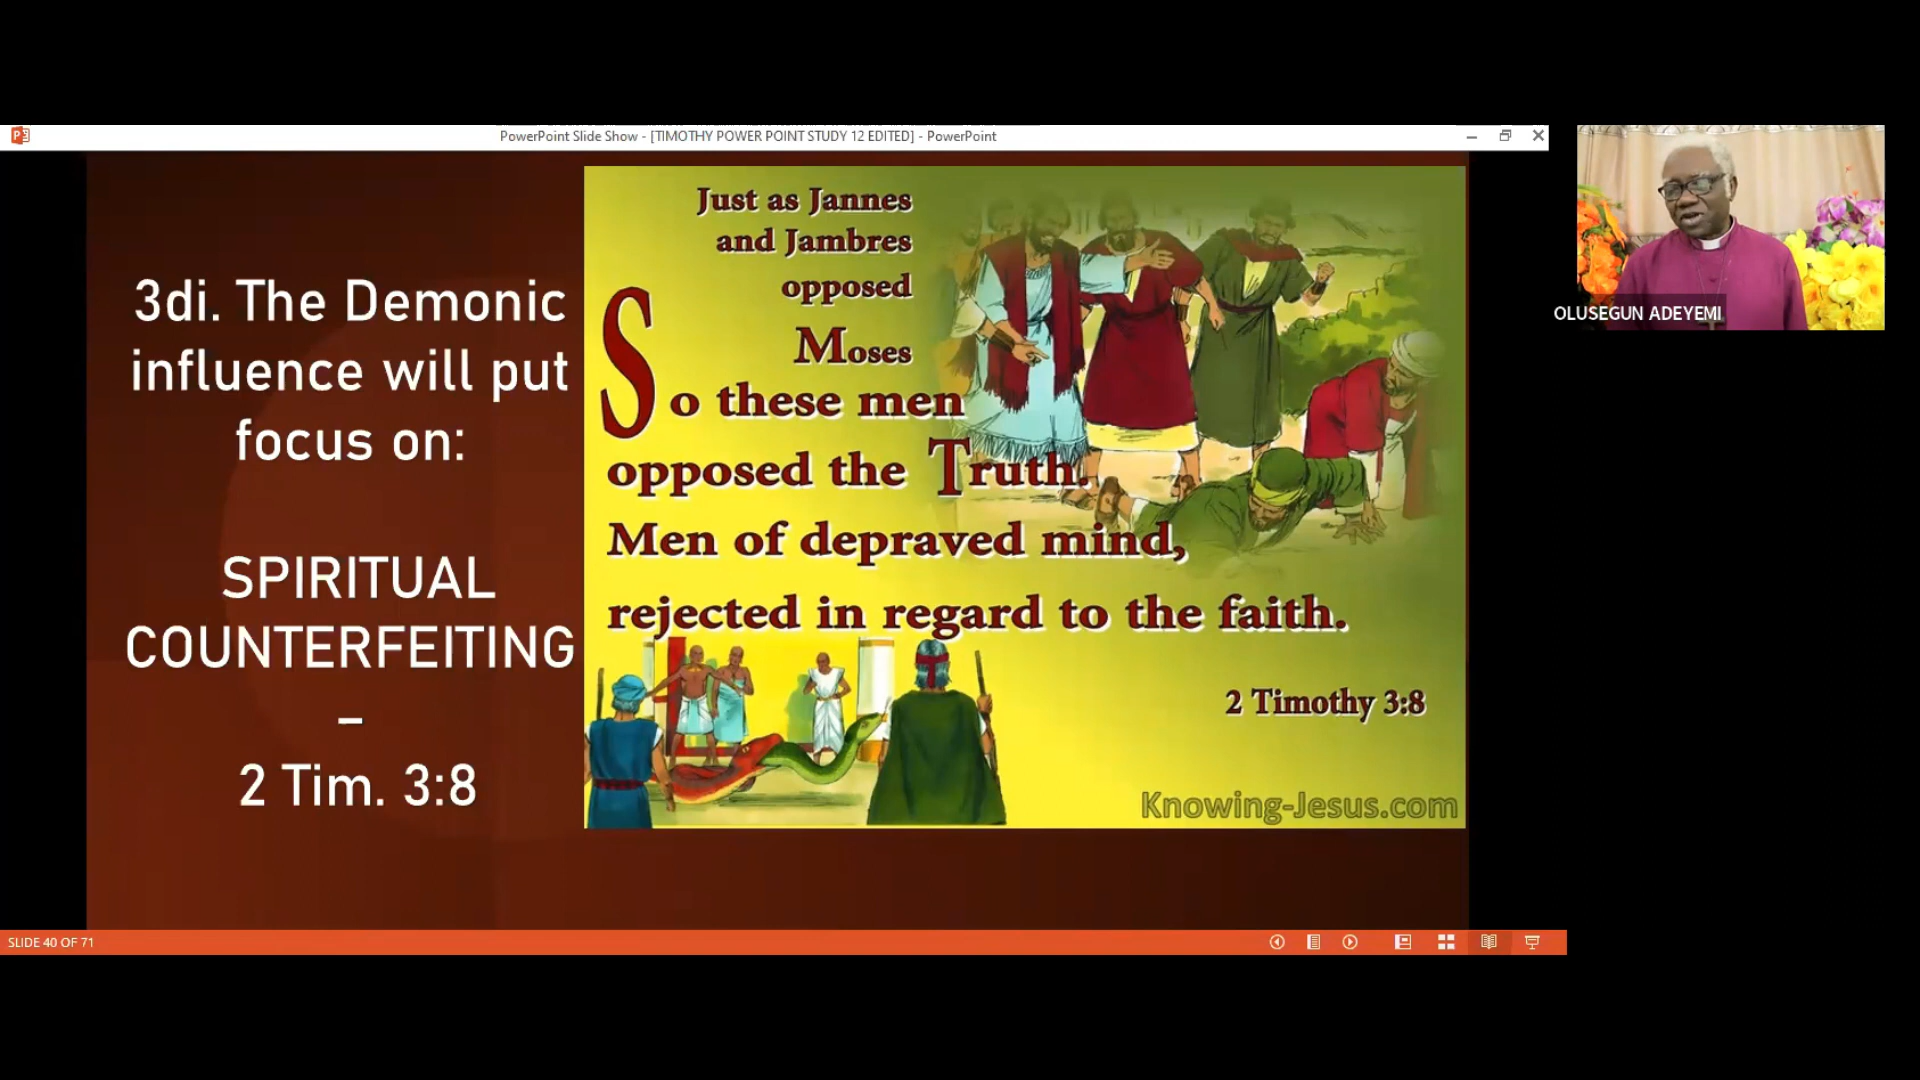 PowerPoint Slide Show - [TIMOTHY POWER POINT STUDY 12 EDITED] - PowerPoint
3di. The Demonic
influence will put
focus on:
SPIRITUAL
COUNTERFEITING
–
2 Tim. 3:8
Just as Jannes
and Jambres
opposed
Moses
So these men
opposed the Truth.
Men of depraved mind,
rejected in regard to the faith.
2 Timothy 3:8
Knowing-Jesus.com
OLUSEGUN ADEYEMI
SLIDE 40 OF 71